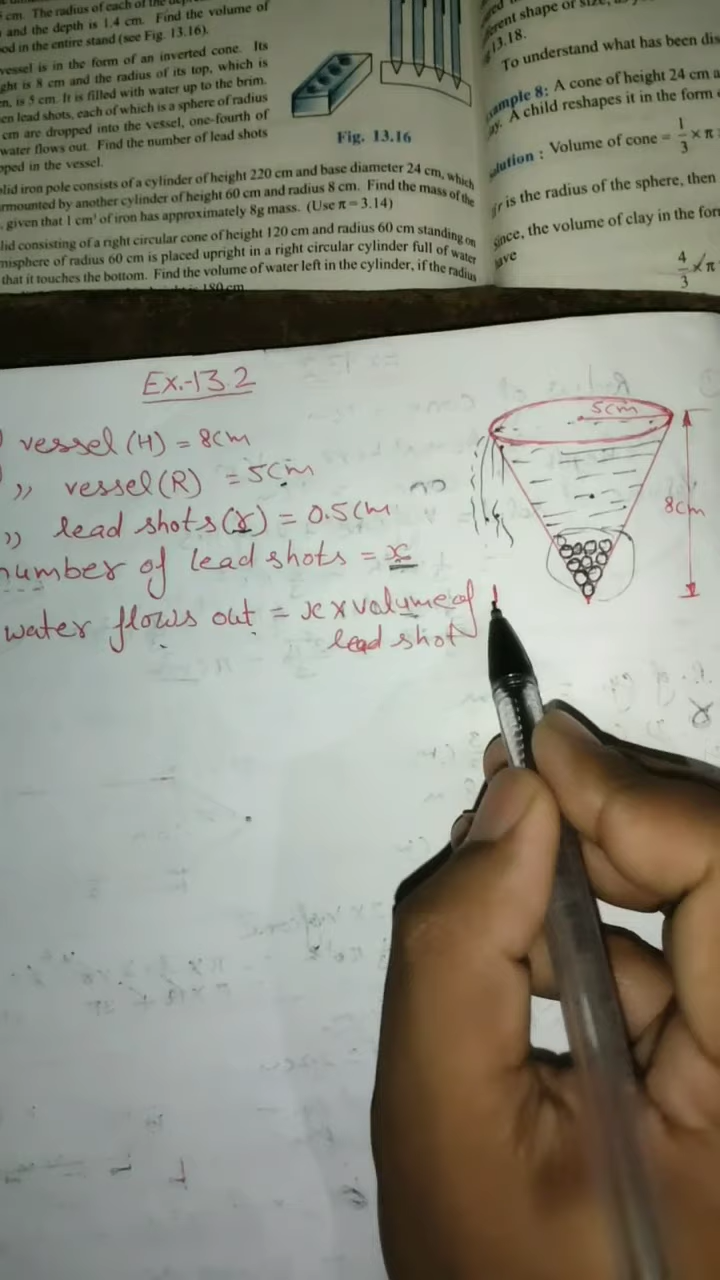 cm. The radius of each of the
and the depth is 1.4 cm. Find the volume of
od in the entire stand (see Fig. 13.16).
vessel is in the form of an inverted cone. Its
ght is 8 cm and the radius of its top, which is
n, is 5 cm. It is filled with water up to the brim.
en lead shots, each of which is a sphere of radius
cm are dropped into the vessel, one-fourth of
water flows out. Find the number of lead shots
pped in the vessel.
Fig. 13.16
lid iron pole consists of a cylinder of height 220 cm and base diameter 24 cm, which
rmounted by another cylinder of height 60 cm and radius 8 cm. Find the mass of the
, given that 1 cm³ of iron has approximately 8g mass. (Use π = 3.14)
lid consisting of a right circular cone of height 120 cm and radius 60 cm standing on
misphere of radius 60 cm is placed upright in a right circular cylinder full of water
that it touches the bottom. Find the volume of water left in the cylinder, if the radius
is 180 cm
erent shape or size,
13.18.
To understand what has been dis
ample 8: A cone of height 24 cm a
ay. A child reshapes it in the form
olution : Volume of cone = 1/3 × π
r is the radius of the sphere, then
ince, the volume of clay in the for
ave
4/3 × π
Ex.-13.2
vessel (H) = 8cm
,, vessel (R) = 5cm
,, lead shots (r) = 0.5cm
number of lead shots = x
water flows out = x × volume of 1
lead shot
5cm
8cm